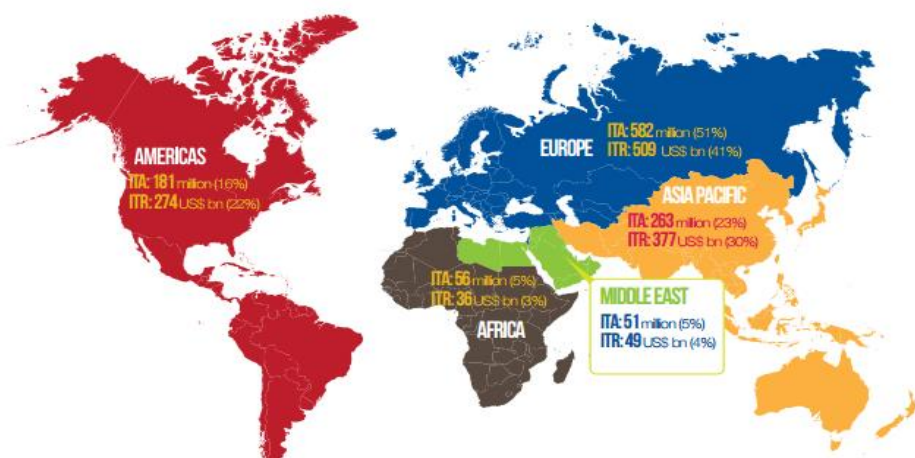 AMERICAS
ITA: 181 million (16%)
ITR: 274 US$ bn (22%)
EUROPE
ITA: 582 million (51%)
ITR: 509 US$ bn (41%)
ASIA PACIFIC
ITA: 263 million (23%)
ITR: 377 US$ bn (30%)
ITA: 56 million (5%)
ITR: 36 US$ bn (3%)
AFRICA
MIDDLE EAST
ITA: 51 million (5%)
ITR: 49 US$ bn (4%)